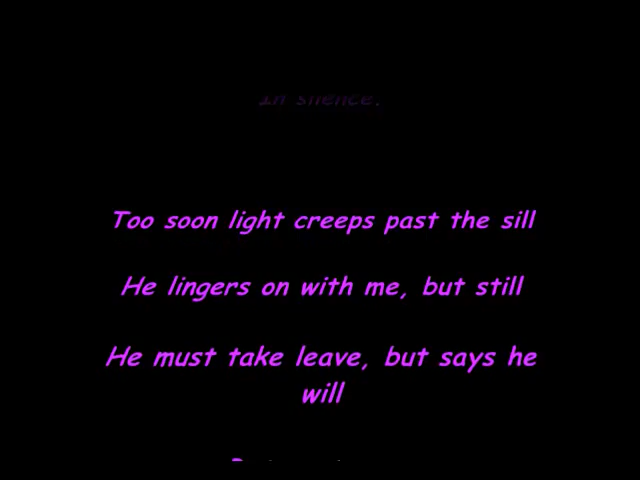 In silence.
Too soon light creeps past the sill
He lingers on with me, but still
He must take leave, but says he
will